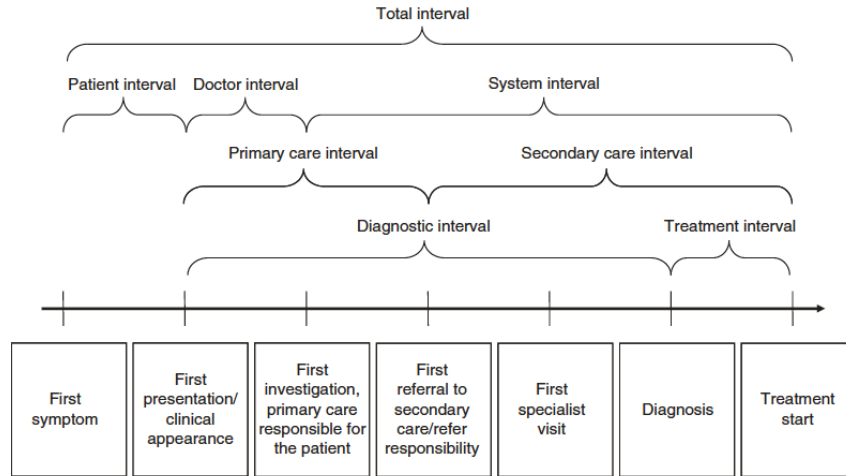 Total interval
Patient interval
Doctor interval
System interval
Primary care interval
Secondary care interval
Diagnostic interval
Treatment interval
First
symptom
First
presentation/
clinical
appearance
First
investigation,
primary care
responsible for
the patient
First
referral to
secondary
care/refer
responsibility
First
specialist
visit
Diagnosis
Treatment
start